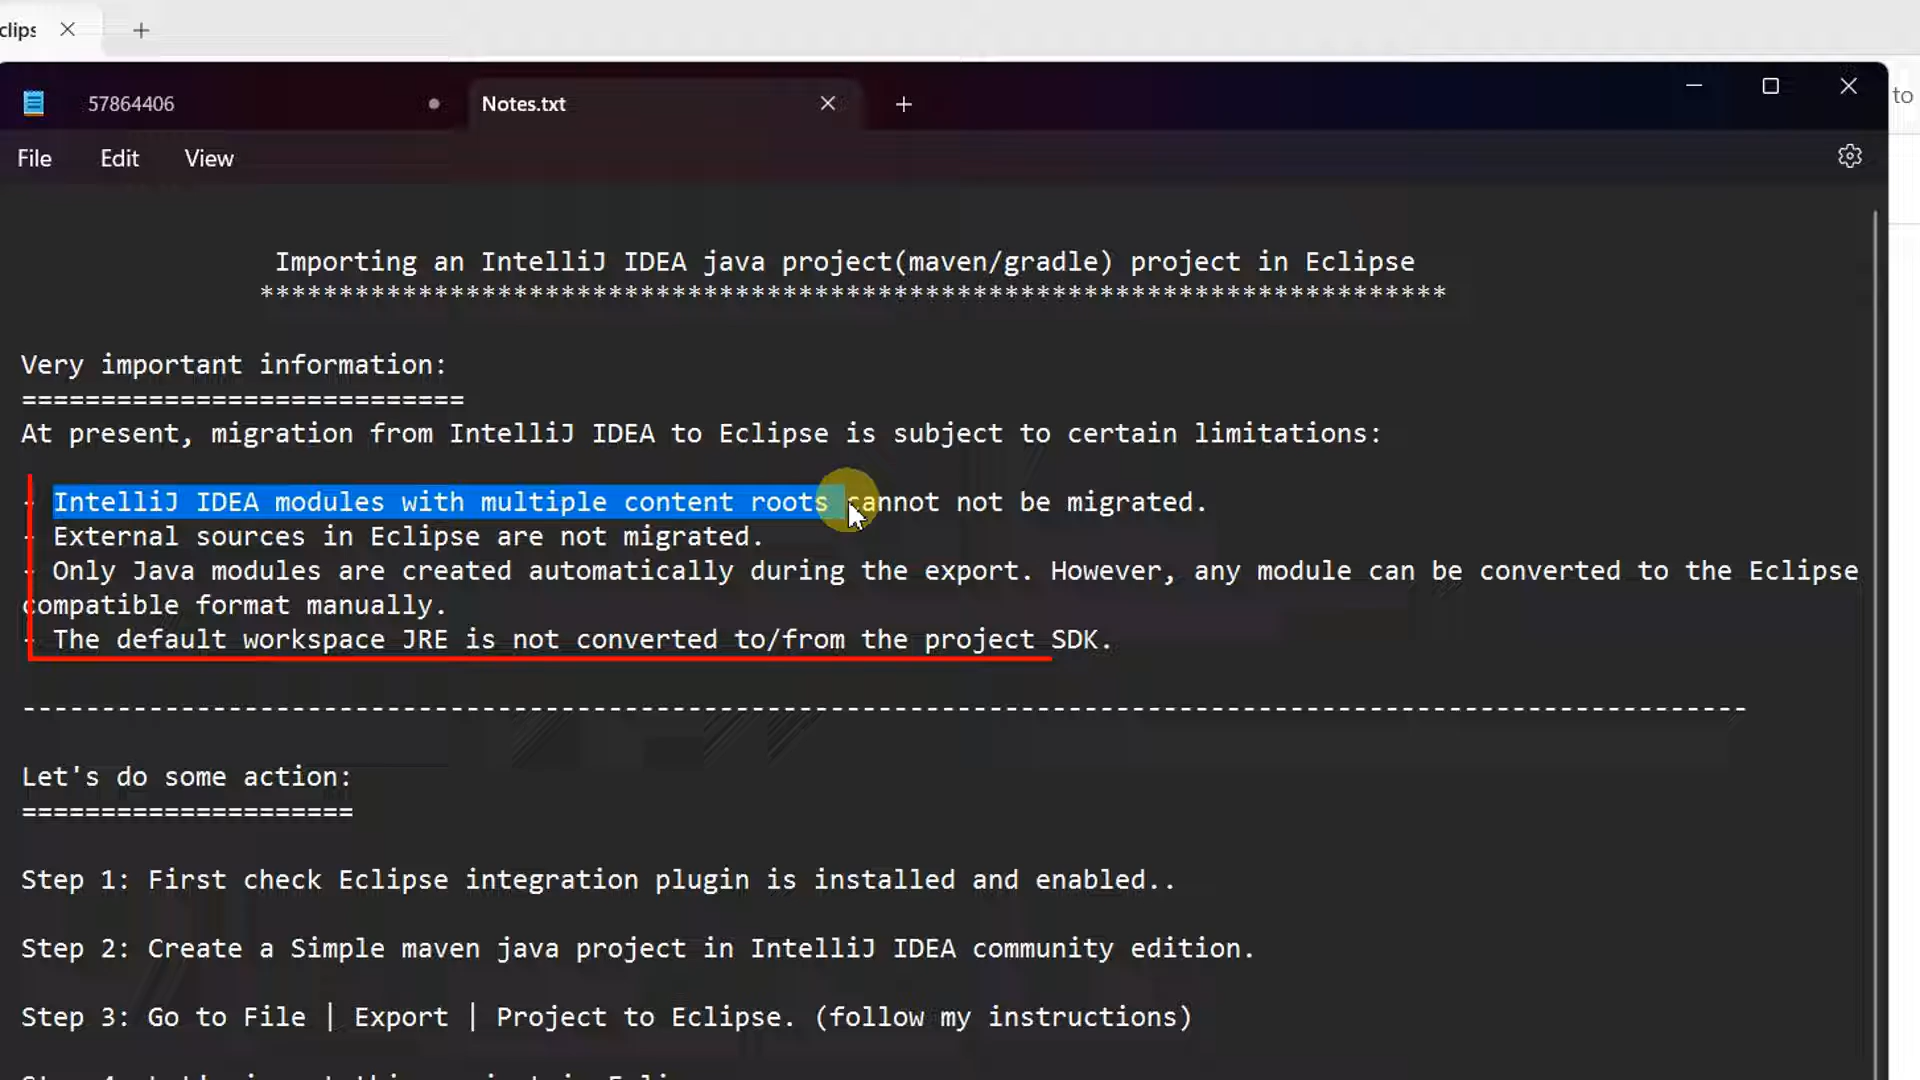 clips
to
57864406
Notes.txt
File Edit View
Importing an IntelliJ IDEA java project(maven/gradle) project in Eclipse
***************************************************************************
Very important information:
============================
At present, migration from IntelliJ IDEA to Eclipse is subject to certain limitations:
- IntelliJ IDEA modules with multiple content roots cannot not be migrated.
- External sources in Eclipse are not migrated.
- Only Java modules are created automatically during the export. However, any module can be converted to the Eclipse
compatible format manually.
- The default workspace JRE is not converted to/from the project SDK.
-------------------------------------------------------------------------------------------------------------
Let's do some action:
=====================
Step 1: First check Eclipse integration plugin is installed and enabled..
Step 2: Create a Simple maven java project in IntelliJ IDEA community edition.
Step 3: Go to File | Export | Project to Eclipse. (follow my instructions)